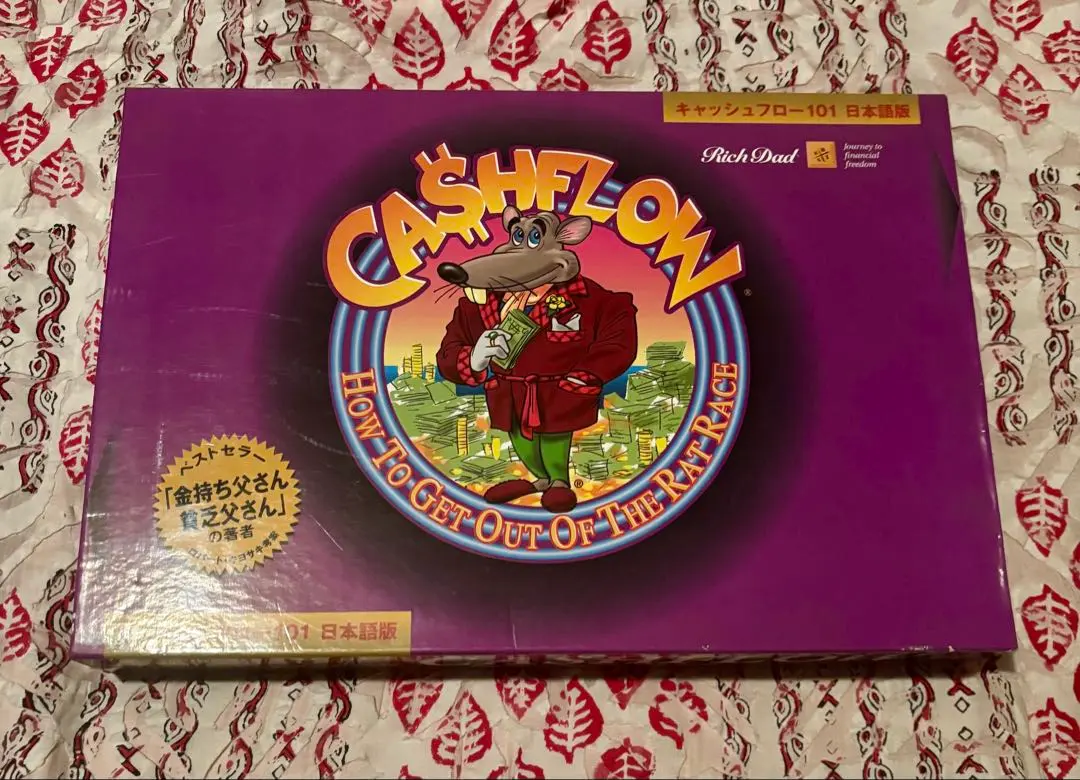 キャッシュフロー101 日本語版
Rich Dad
Journey to
financial
freedom
CA$HFLOW
®
HOW TO GET OUT OF THE RAT RACE
®
ベストセラー
「金持ち父さん
貧乏父さん」
の著者
101 日本語版